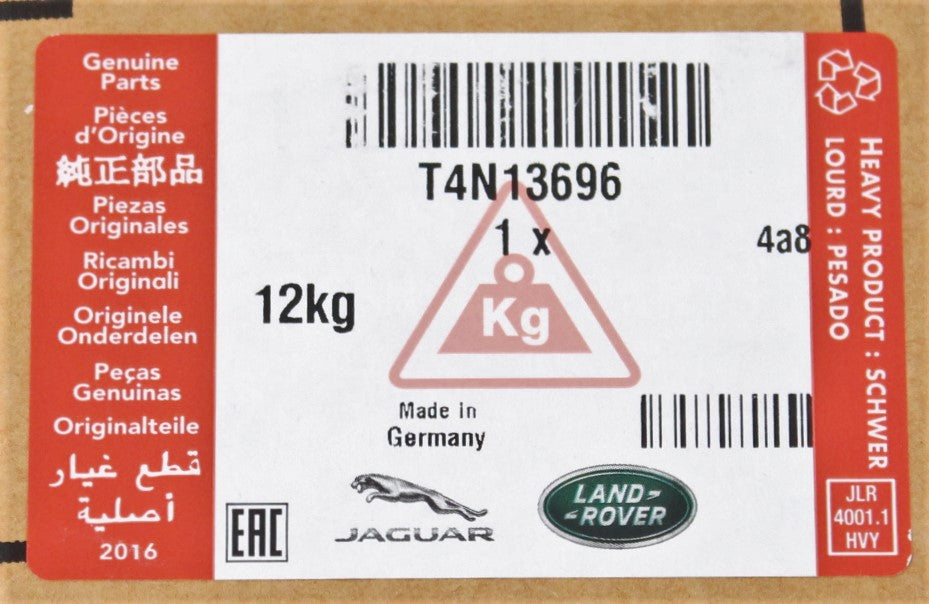 Genuine
Parts
Pièces
d'Origine
純正部品
Piezas
Originales
Ricambi
Originali
Originele
Onderdelen
Peças
Genuinas
Originalteile
قطع غيار
أصلية
2016
T4N13696
1 x
4a8
12kg
Kg
Made in
Germany
EAC
JAGUAR
LAND-
-ROVER
HEAVY PRODUCT : SCHWER
LOURD : PESADO
JLR
4001.1
HVY